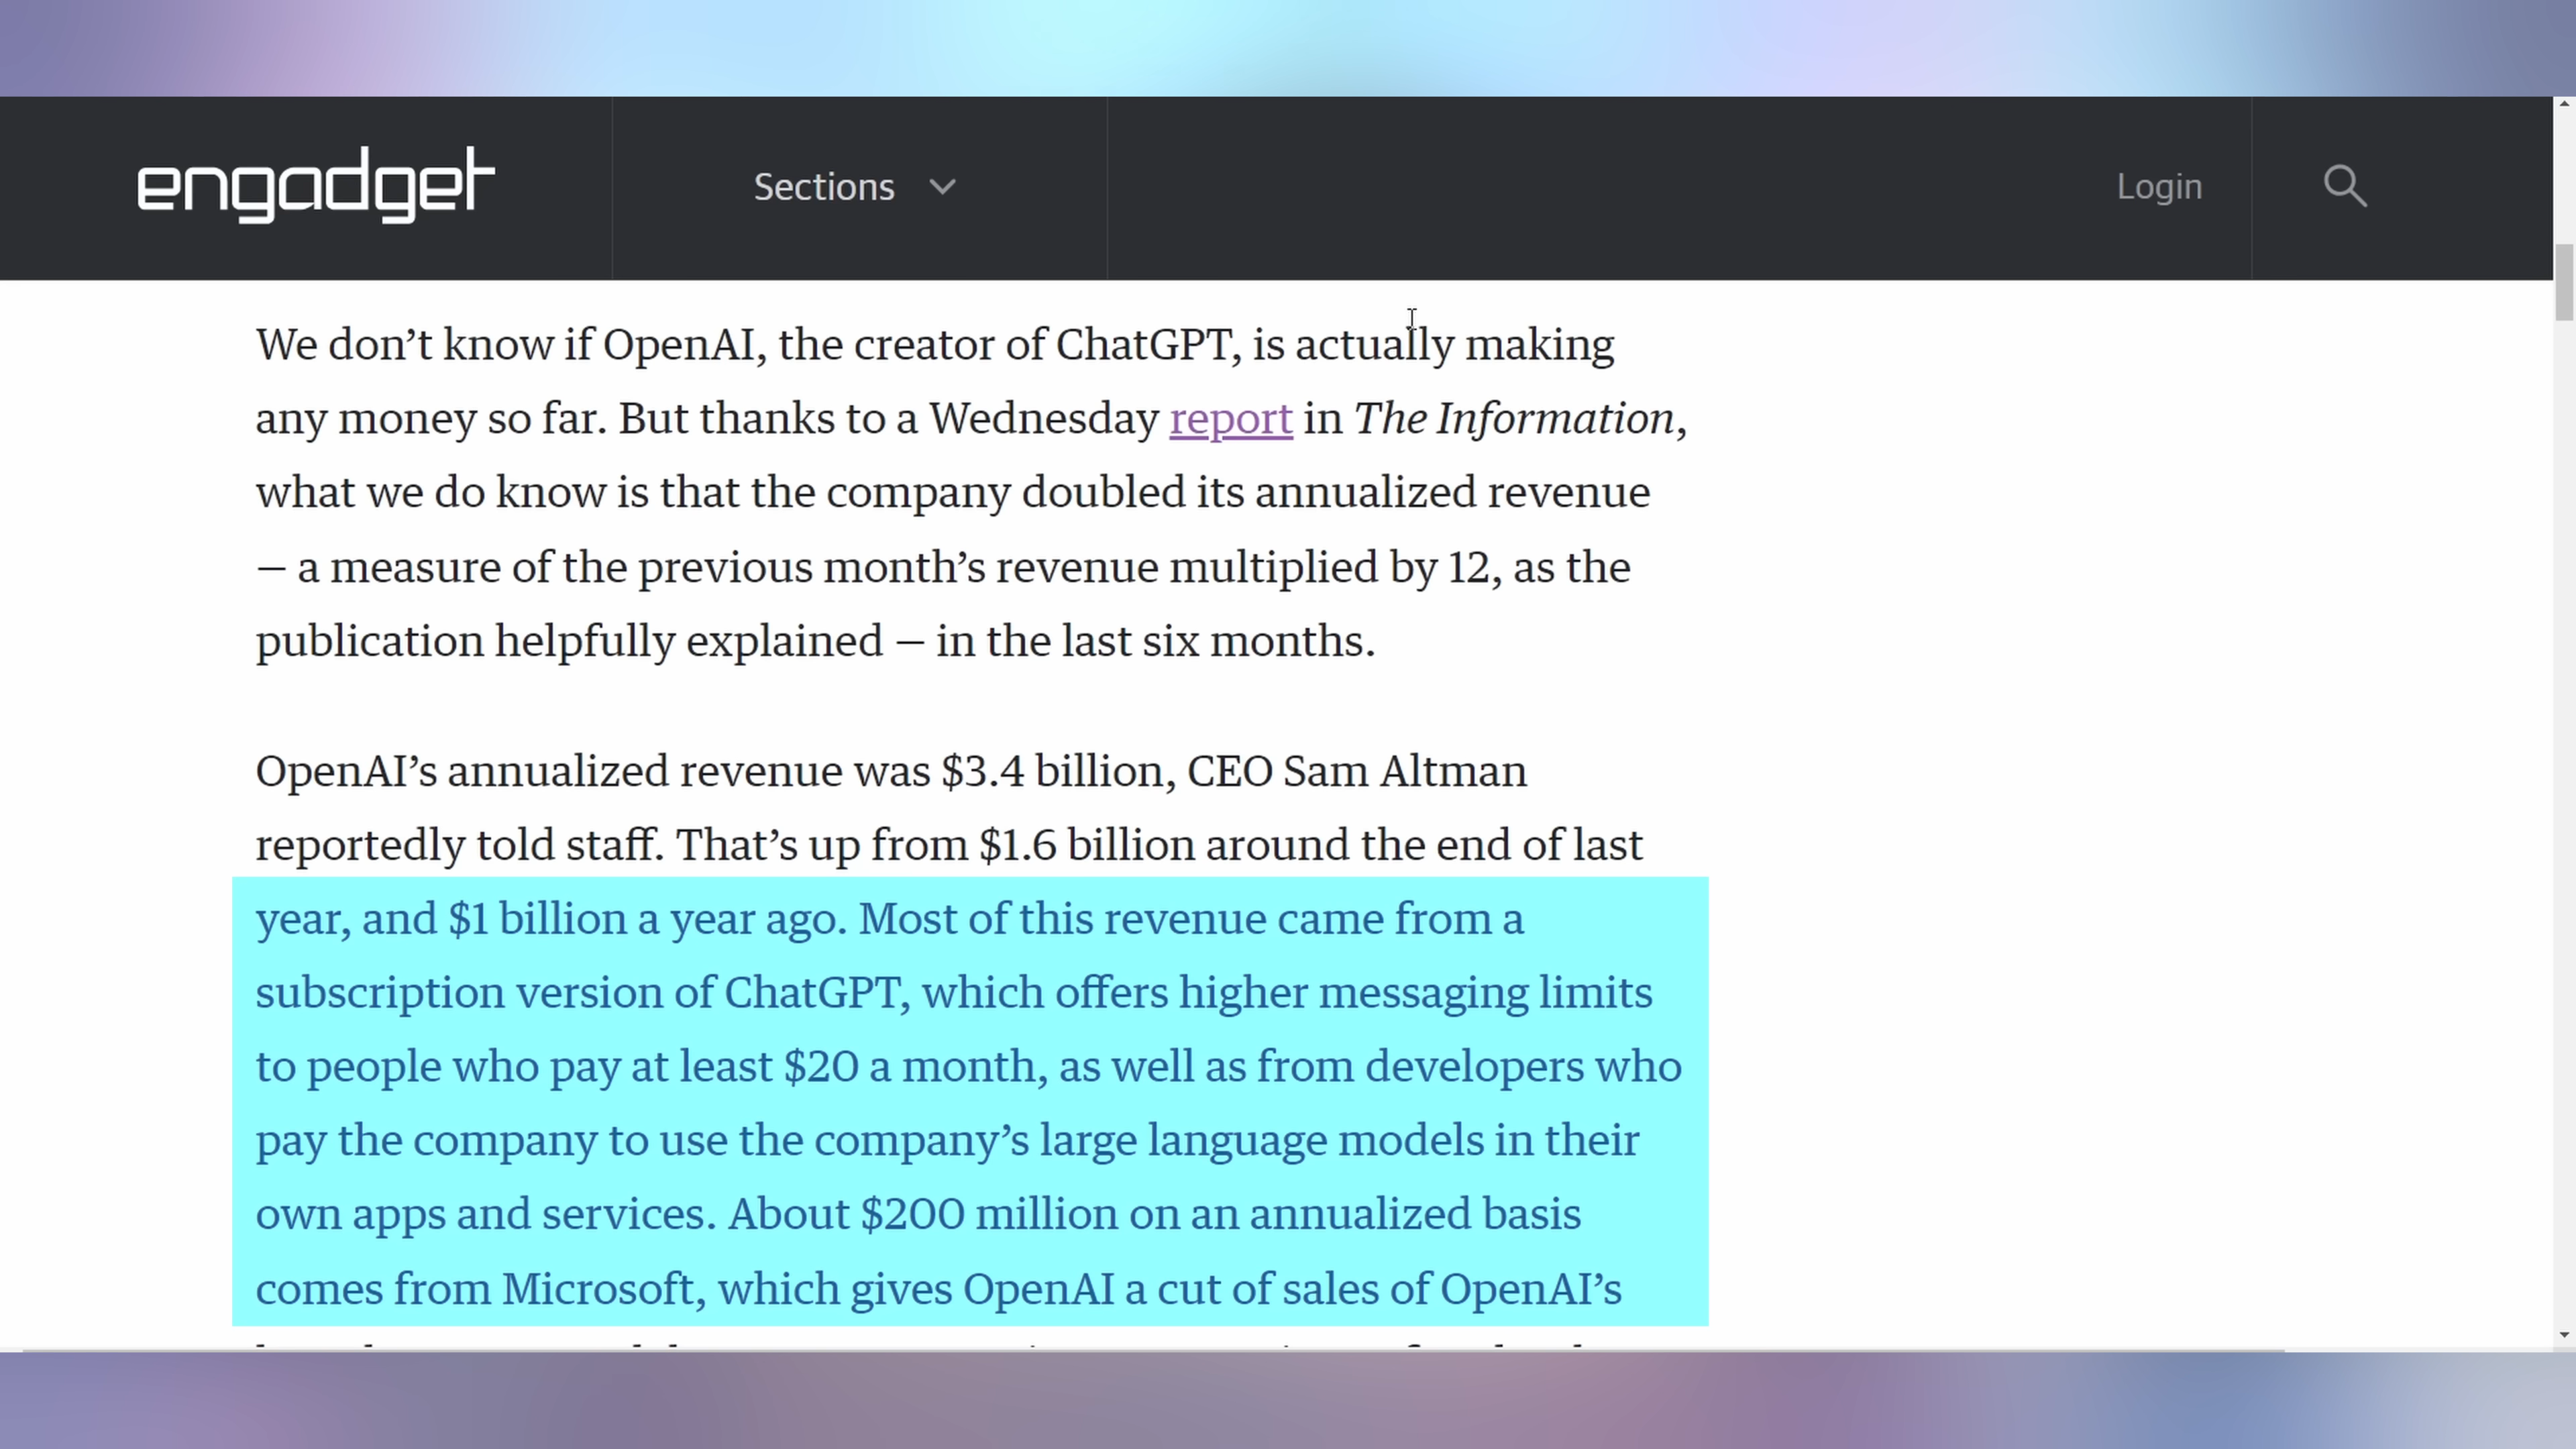 engadget
Sections
Login
We don’t know if OpenAI, the creator of ChatGPT, is actually making
any money so far. But thanks to a Wednesday report in The Information,
what we do know is that the company doubled its annualized revenue
— a measure of the previous month’s revenue multiplied by 12, as the
publication helpfully explained — in the last six months.
OpenAI’s annualized revenue was $3.4 billion, CEO Sam Altman
reportedly told staff. That’s up from $1.6 billion around the end of last
year, and $1 billion a year ago. Most of this revenue came from a
subscription version of ChatGPT, which offers higher messaging limits
to people who pay at least $20 a month, as well as from developers who
pay the company to use the company’s large language models in their
own apps and services. About $200 million on an annualized basis
comes from Microsoft, which gives OpenAI a cut of sales of OpenAI’s